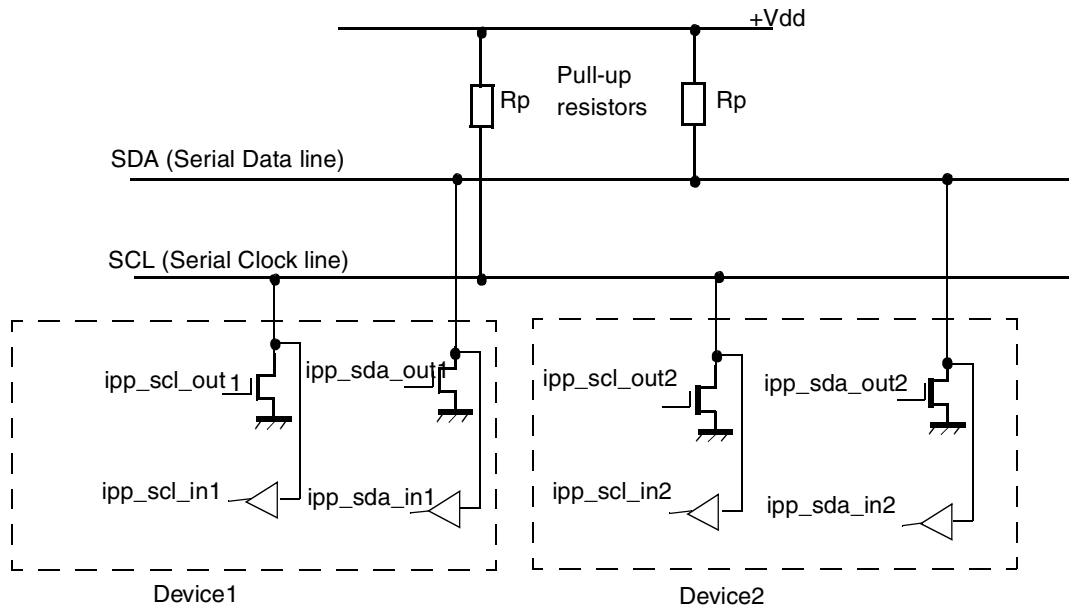 +Vdd
Pull-up
resistors
Rp
Rp
SDA (Serial Data line)
SCL (Serial Clock line)
ipp_scl_out1
ipp_sda_out1
ipp_scl_out2
ipp_sda_out2
ipp_scl_in1
ipp_sda_in1
ipp_scl_in2
ipp_sda_in2
Device1
Device2